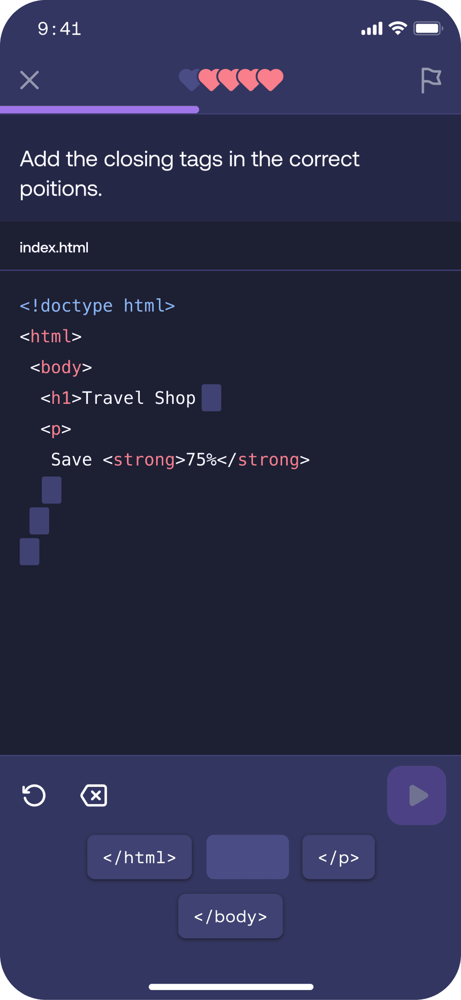 9:41
Add the closing tags in the correct
poitions.
index.html
<!doctype html>
<html>
<body>
<h1>Travel Shop
<p>
Save <strong>75%</strong>
</html> </p>
</body>